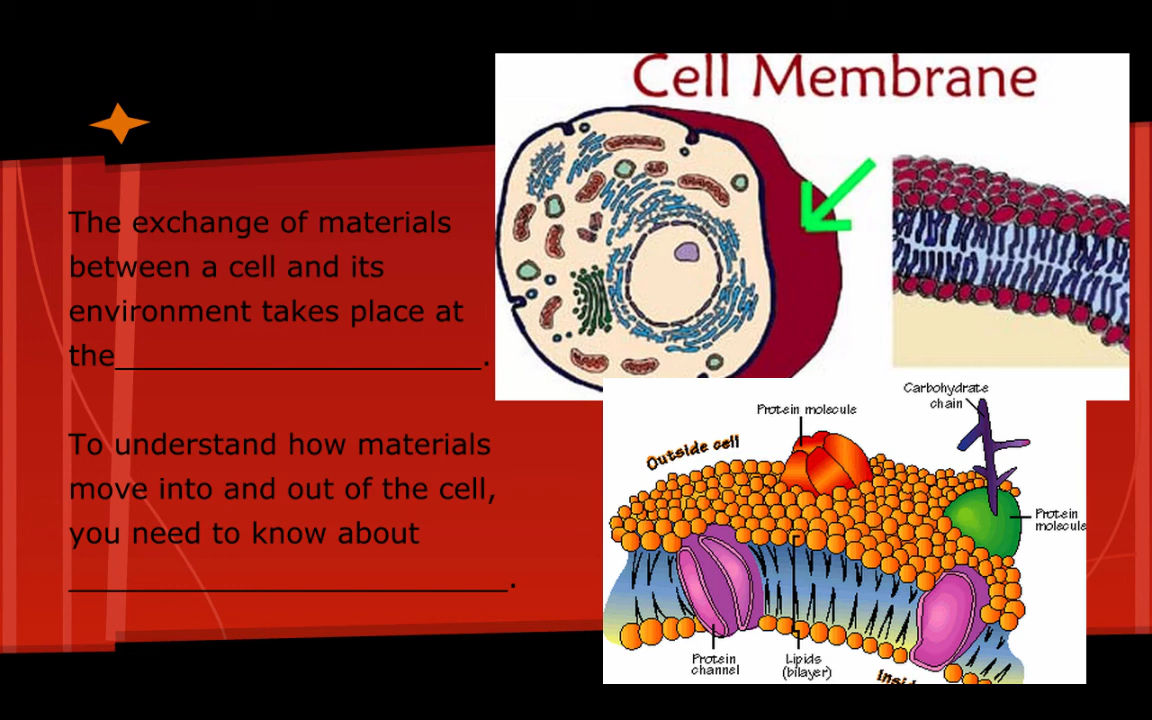 Cell Membrane
The exchange of materials
between a cell and its
environment takes place at
the______________________.
To understand how materials
move into and out of the cell,
you need to know about
__________________________.
Carbohydrate
chain
Protein molecule
Outside cell
Protein
molecule
Protein
channel
Lipids
(bilayer)